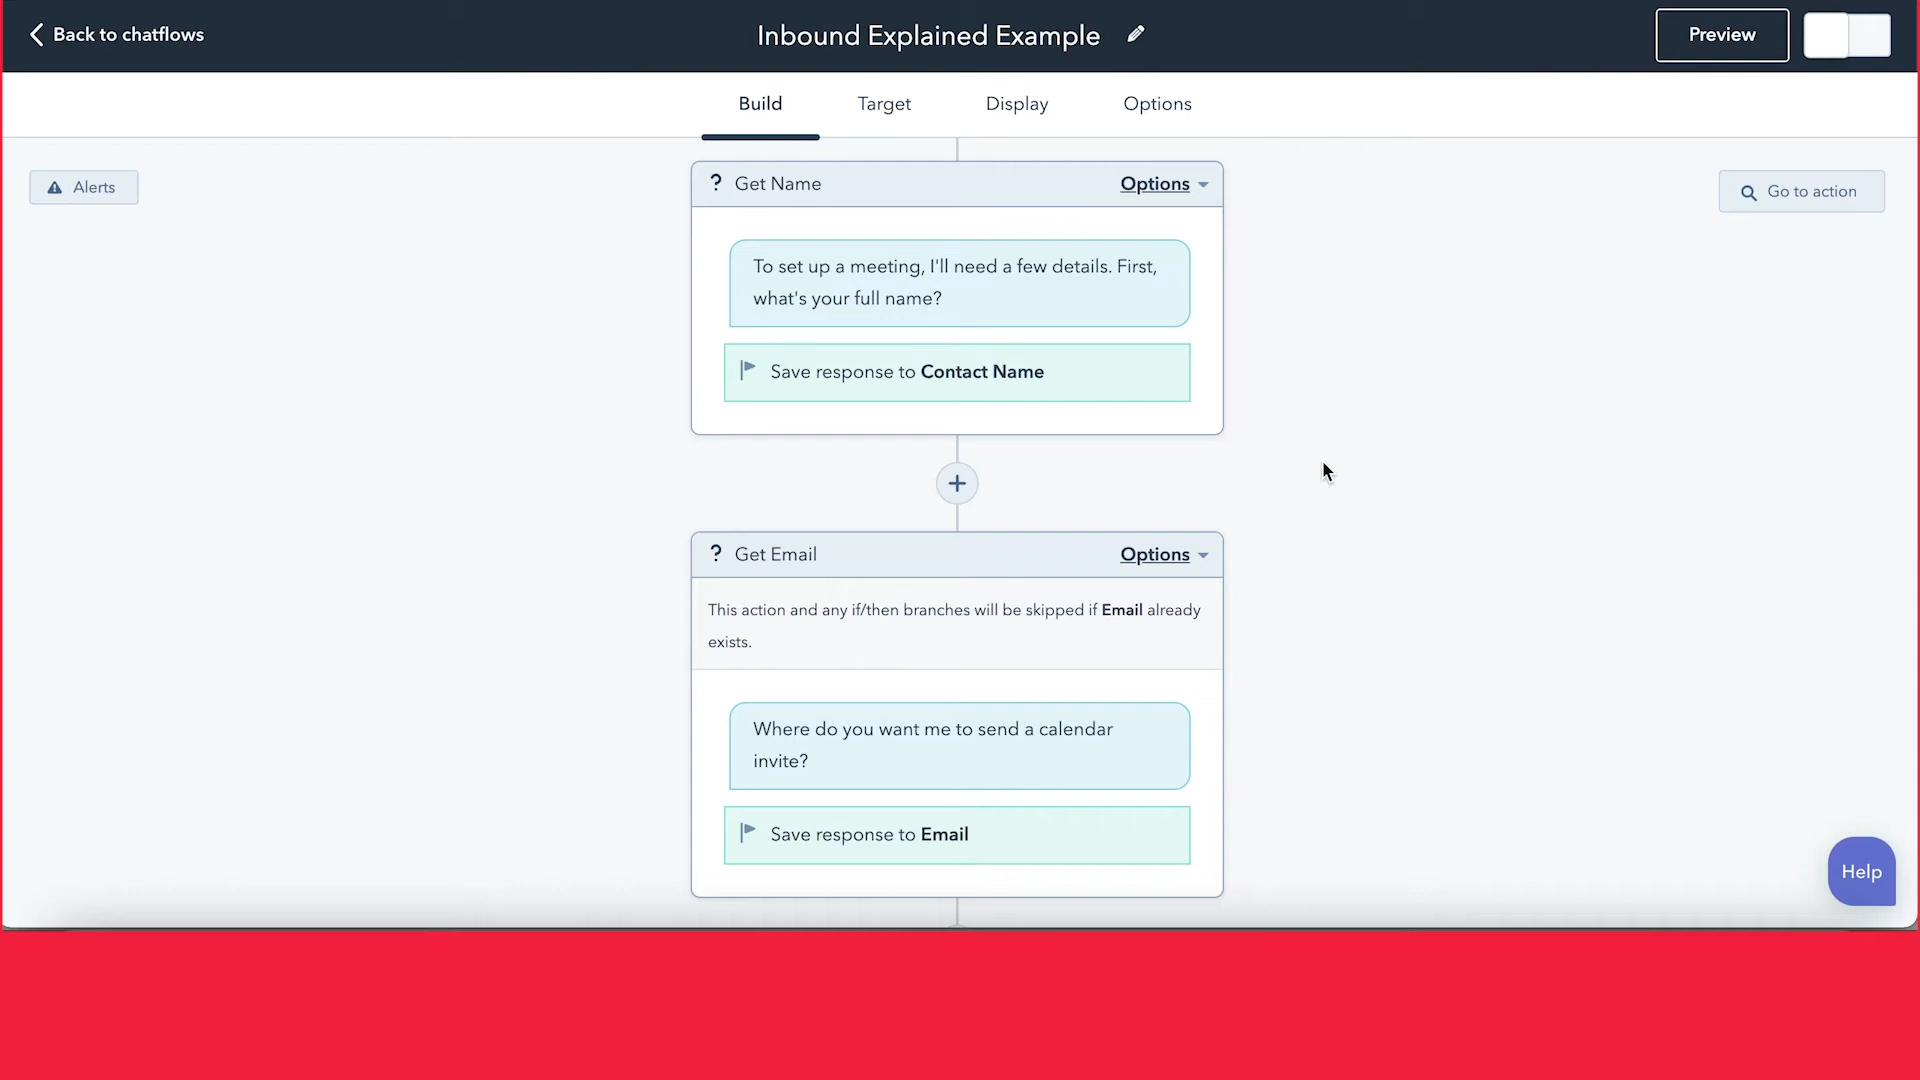 Back to chatflows
Inbound Explained Example
Preview
Build
Target
Display
Options
Alerts
Go to action
? Get Name
Options
To set up a meeting, I'll need a few details. First,
what's your full name?
Save response to Contact Name
+
? Get Email
Options
This action and any if/then branches will be skipped if Email already
exists.
Where do you want me to send a calendar
invite?
Save response to Email
Help